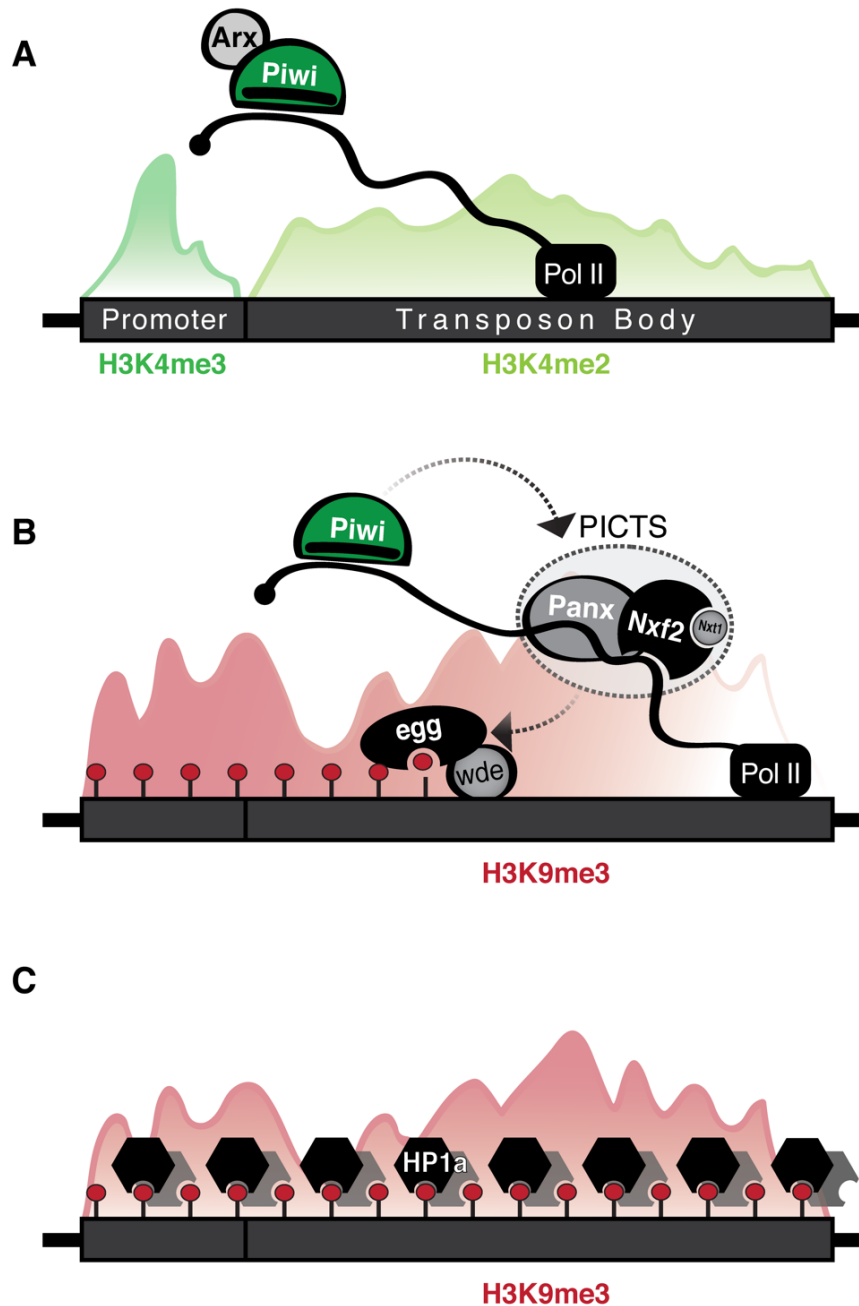 A
Arx
Piwi
Pol II
Promoter
Transposon Body
H3K4me3
H3K4me2
B
Piwi
PICTS
Panx
Nxf2
Nxt1
egg
wde
Pol II
H3K9me3
C
HP1a
H3K9me3